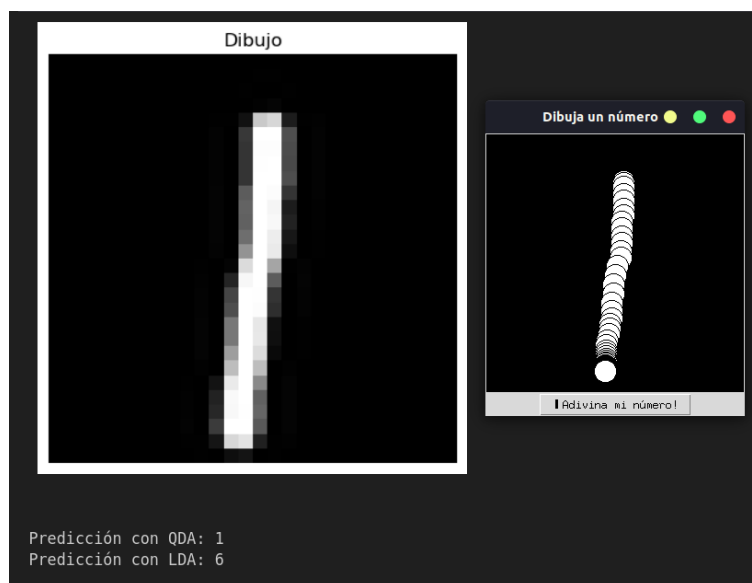 Dibujo
Dibuja un número
Adivina mi número!
Predicción con QDA: 1
Predicción con LDA: 6